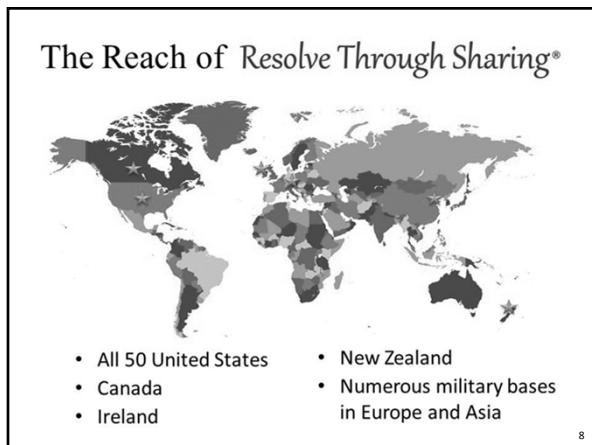 The Reach of Resolve Through Sharing®
• All 50 United States
• Canada
• Ireland
• New Zealand
• Numerous military bases
in Europe and Asia
8